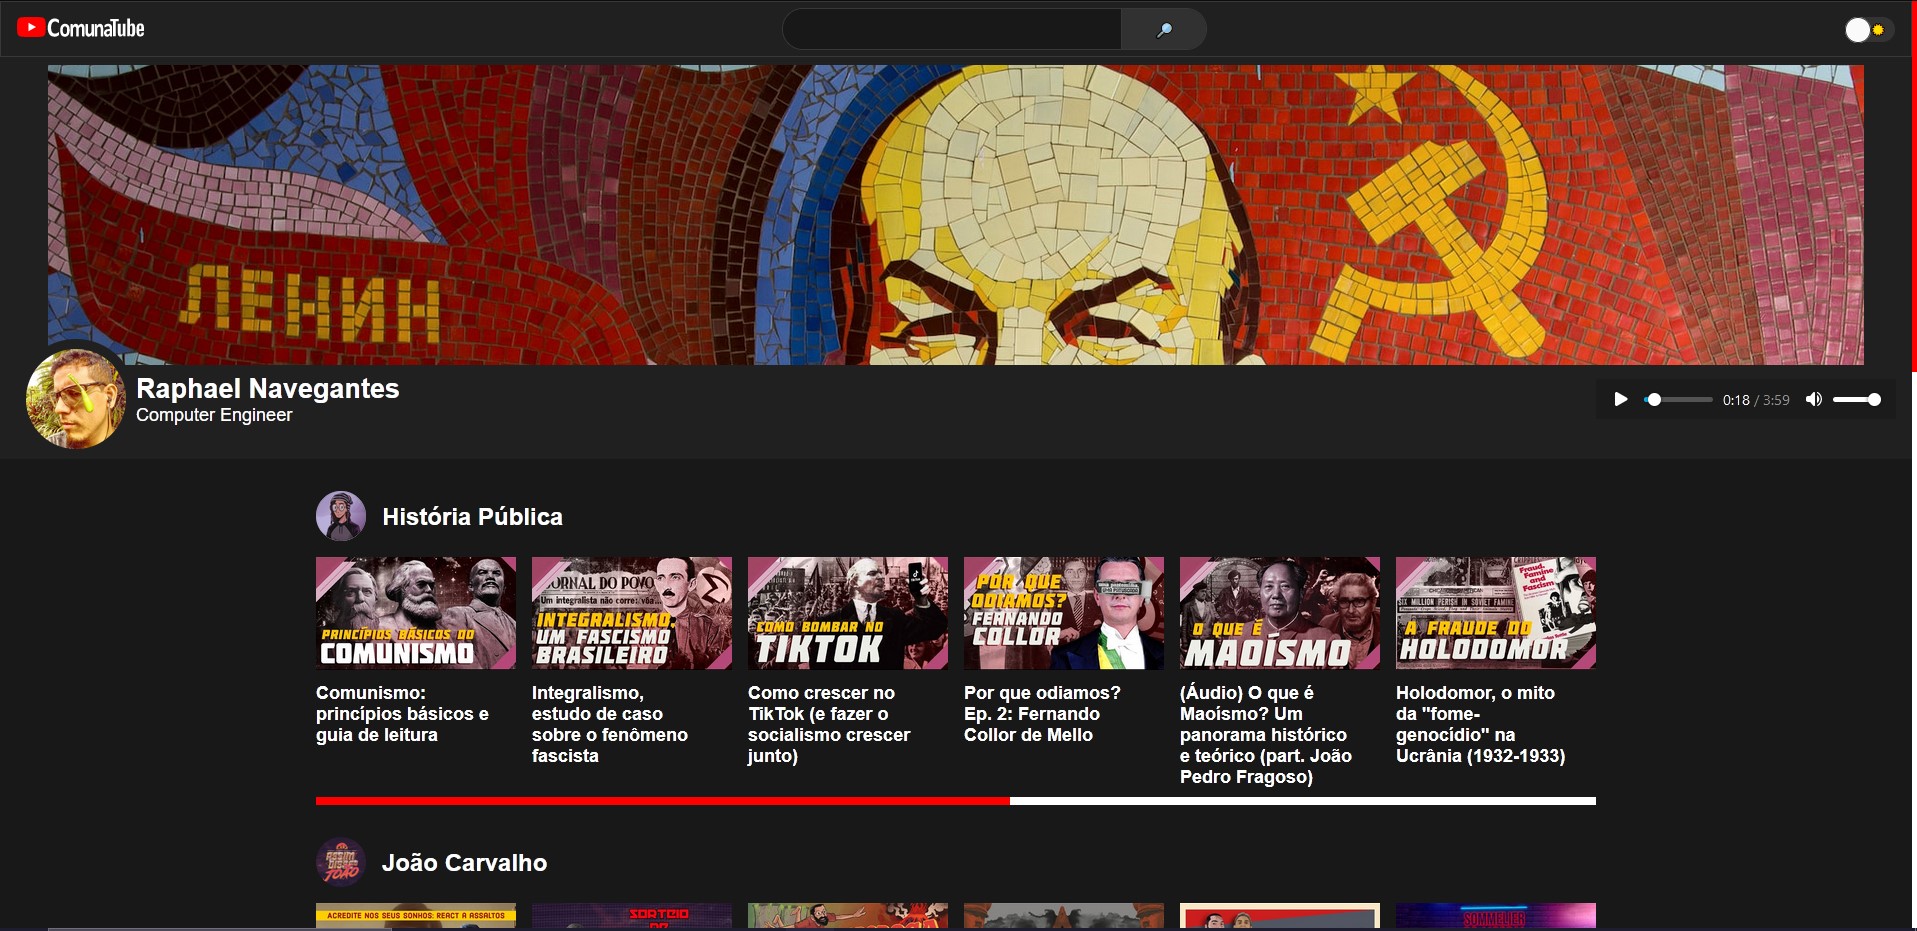 ComunaTube
ЛЕНИН
Raphael Navegantes
Computer Engineer
0:18 / 3:59
História Pública
PRINCÍPIOS BÁSICOS DO
COMUNISMO
JORNAL DO POVO
Um integralista não corre: vôa...
INTEGRALISMO,
UM FASCISMO
BRASILEIRO
COMO BOMBAR NO
TIKTOK
POR QUE
ODIAMOS?
FERNANDO
COLLOR
O QUE É
MAOÍSMO
Fraud,
Famine
and
Fascism
SIX MILLION PERISH IN SOVIET FAMINE
A FRAUDE DO
HOLODOMOR
Comunismo:
princípios básicos e
guia de leitura
Integralismo,
estudo de caso
sobre o fenômeno
fascista
Como crescer no
TikTok (e fazer o
socialismo crescer
junto)
Por que odiamos?
Ep. 2: Fernando
Collor de Mello
(Áudio) O que é
Maoísmo? Um
panorama histórico
e teórico (part. João
Pedro Fragoso)
Holodomor, o mito
da "fome-
genocídio" na
Ucrânia (1932-1933)
ASSIM
DISSE
JOÃO
João Carvalho
ACREDITE NOS SEUS SONHOS: REACT A ASSALTOS
SORTEIO
DO
SOMMELIER